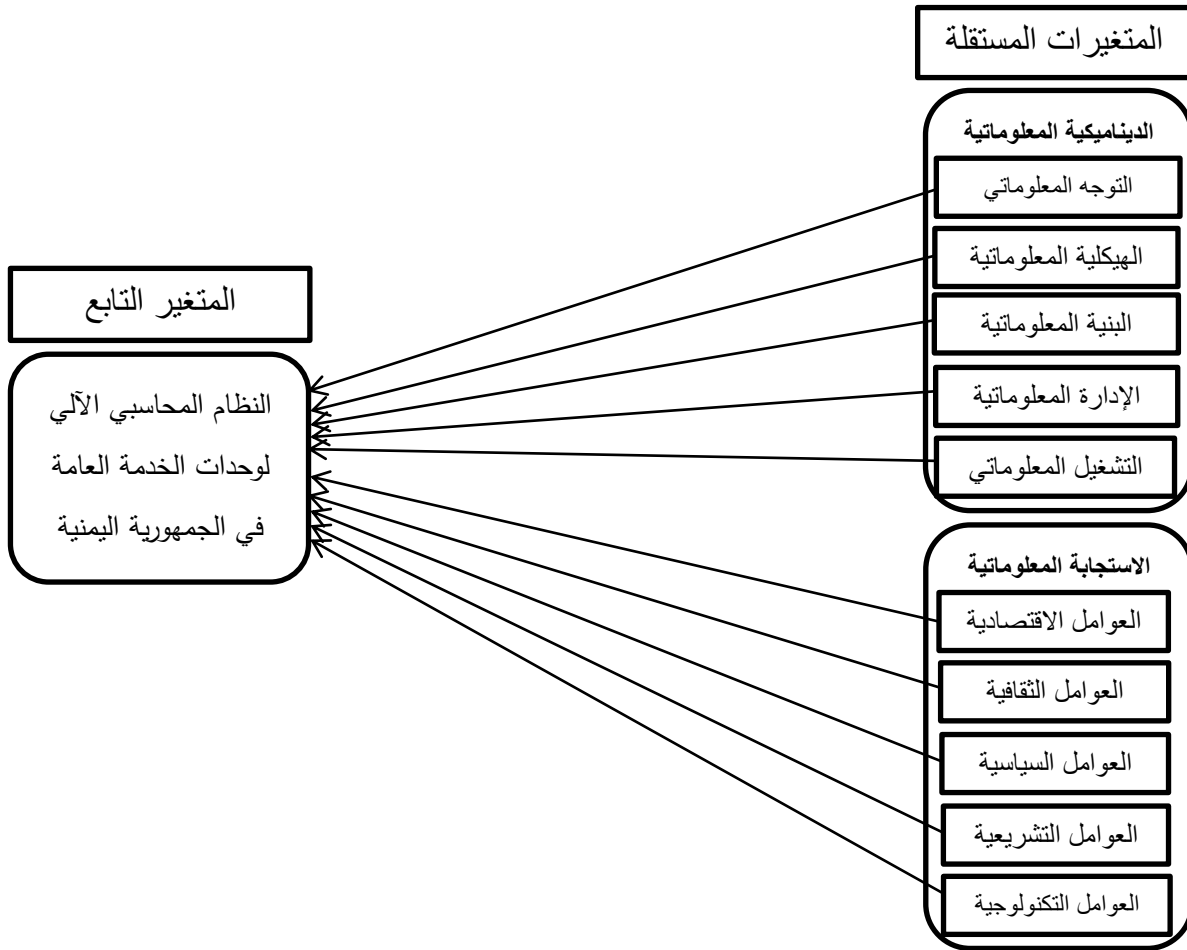 المتغيرات المستقلة
الديناميكية المعلوماتية
التوجه المعلوماتي
الهيكلية المعلوماتية
البنية المعلوماتية
الإدارة المعلوماتية
التشغيل المعلوماتي
الاستجابة المعلوماتية
العوامل الاقتصادية
العوامل الثقافية
العوامل السياسية
العوامل التشريعية
العوامل التكنولوجية
المتغير التابع
النظام المحاسبي الآلي
لوحدات الخدمة العامة
في الجمهورية اليمنية